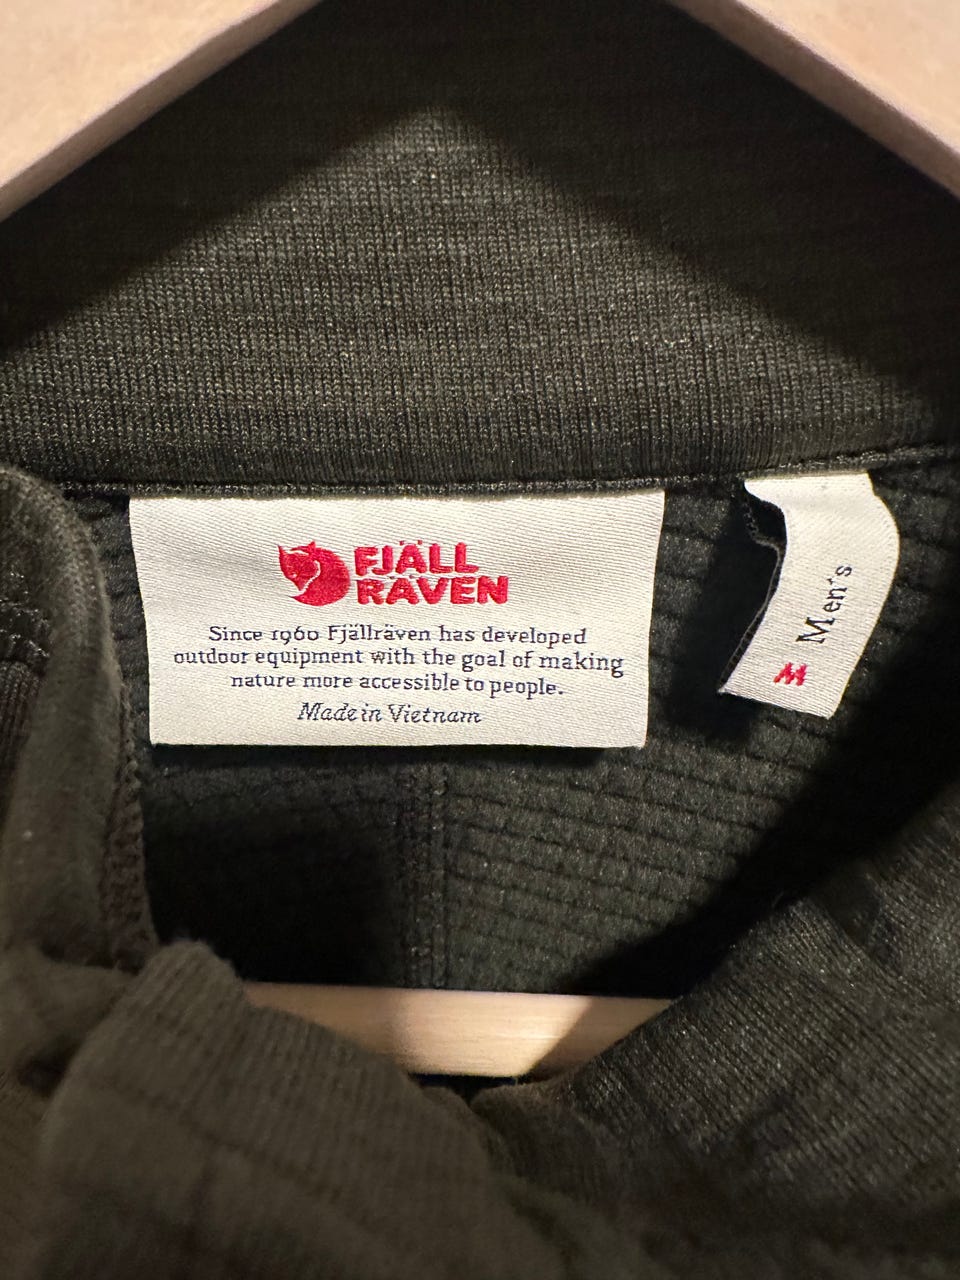 FJÄLL
RÄVEN
Since 1960 Fjällräven has developed
outdoor equipment with the goal of making
nature more accessible to people.
Made in Vietnam
Men's
M